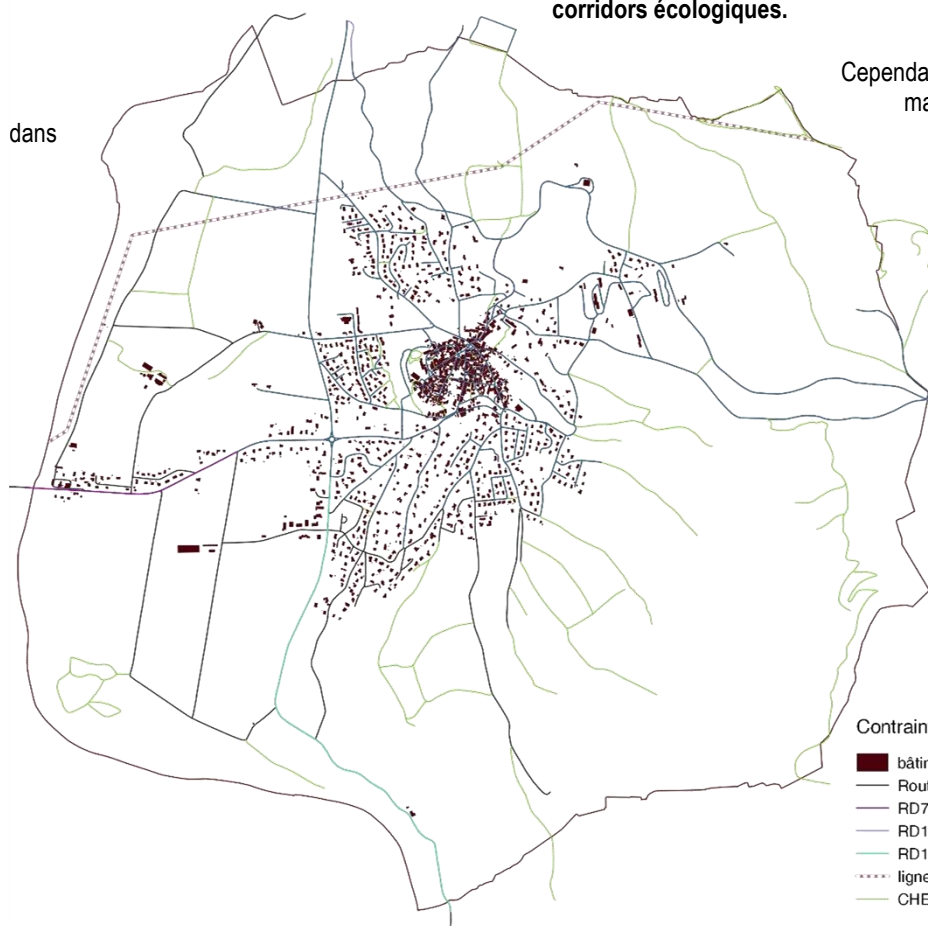 corridors écologiques.
Cependa
ma
dans
Contrain
bâtin
Rout
RD7
RD1
RD1
ligne
CHE